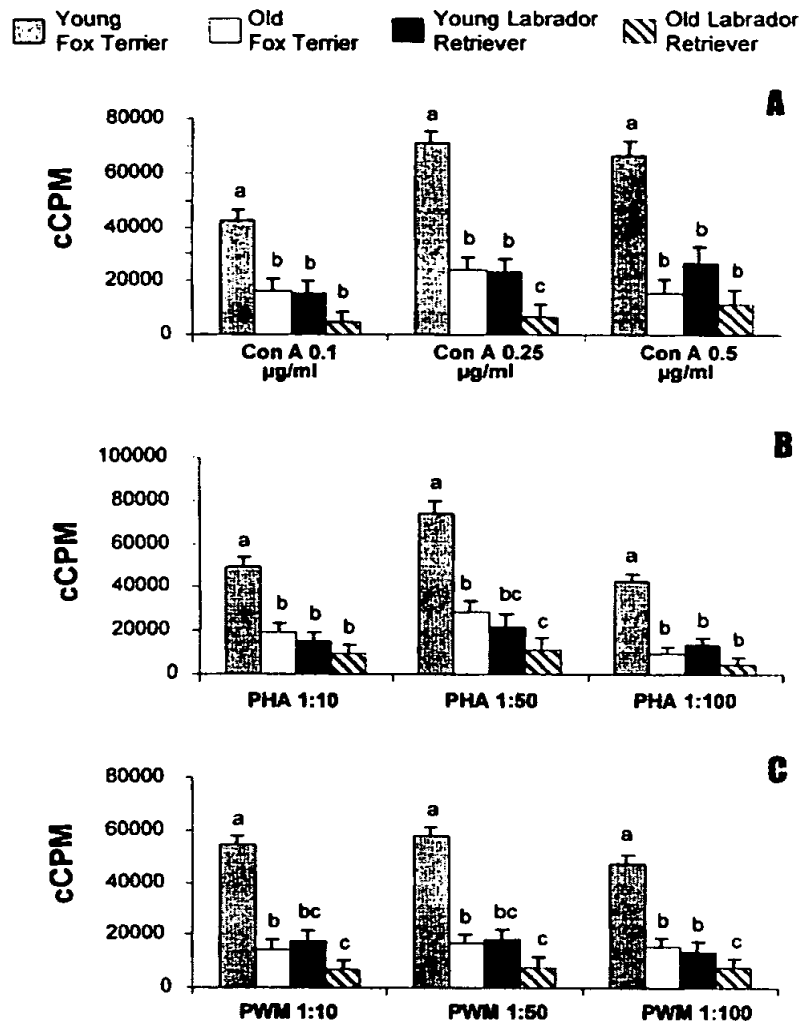 Young Fox Terrier
Old Fox Terrier
Young Labrador Retriever
Old Labrador Retriever
A
cCPM
80000
60000
40000
20000
0
a
b
b
b
a
b
b
c
a
b
b
b
Con A 0.1 µg/ml
Con A 0.25 µg/ml
Con A 0.5 µg/ml
B
cCPM
100000
80000
60000
40000
20000
0
a
b
b
b
a
b
bc
c
a
b
b
b
PHA 1:10
PHA 1:50
PHA 1:100
C
cCPM
80000
60000
40000
20000
0
a
b
bc
c
a
b
bc
c
a
b
b
c
PWM 1:10
PWM 1:50
PWM 1:100